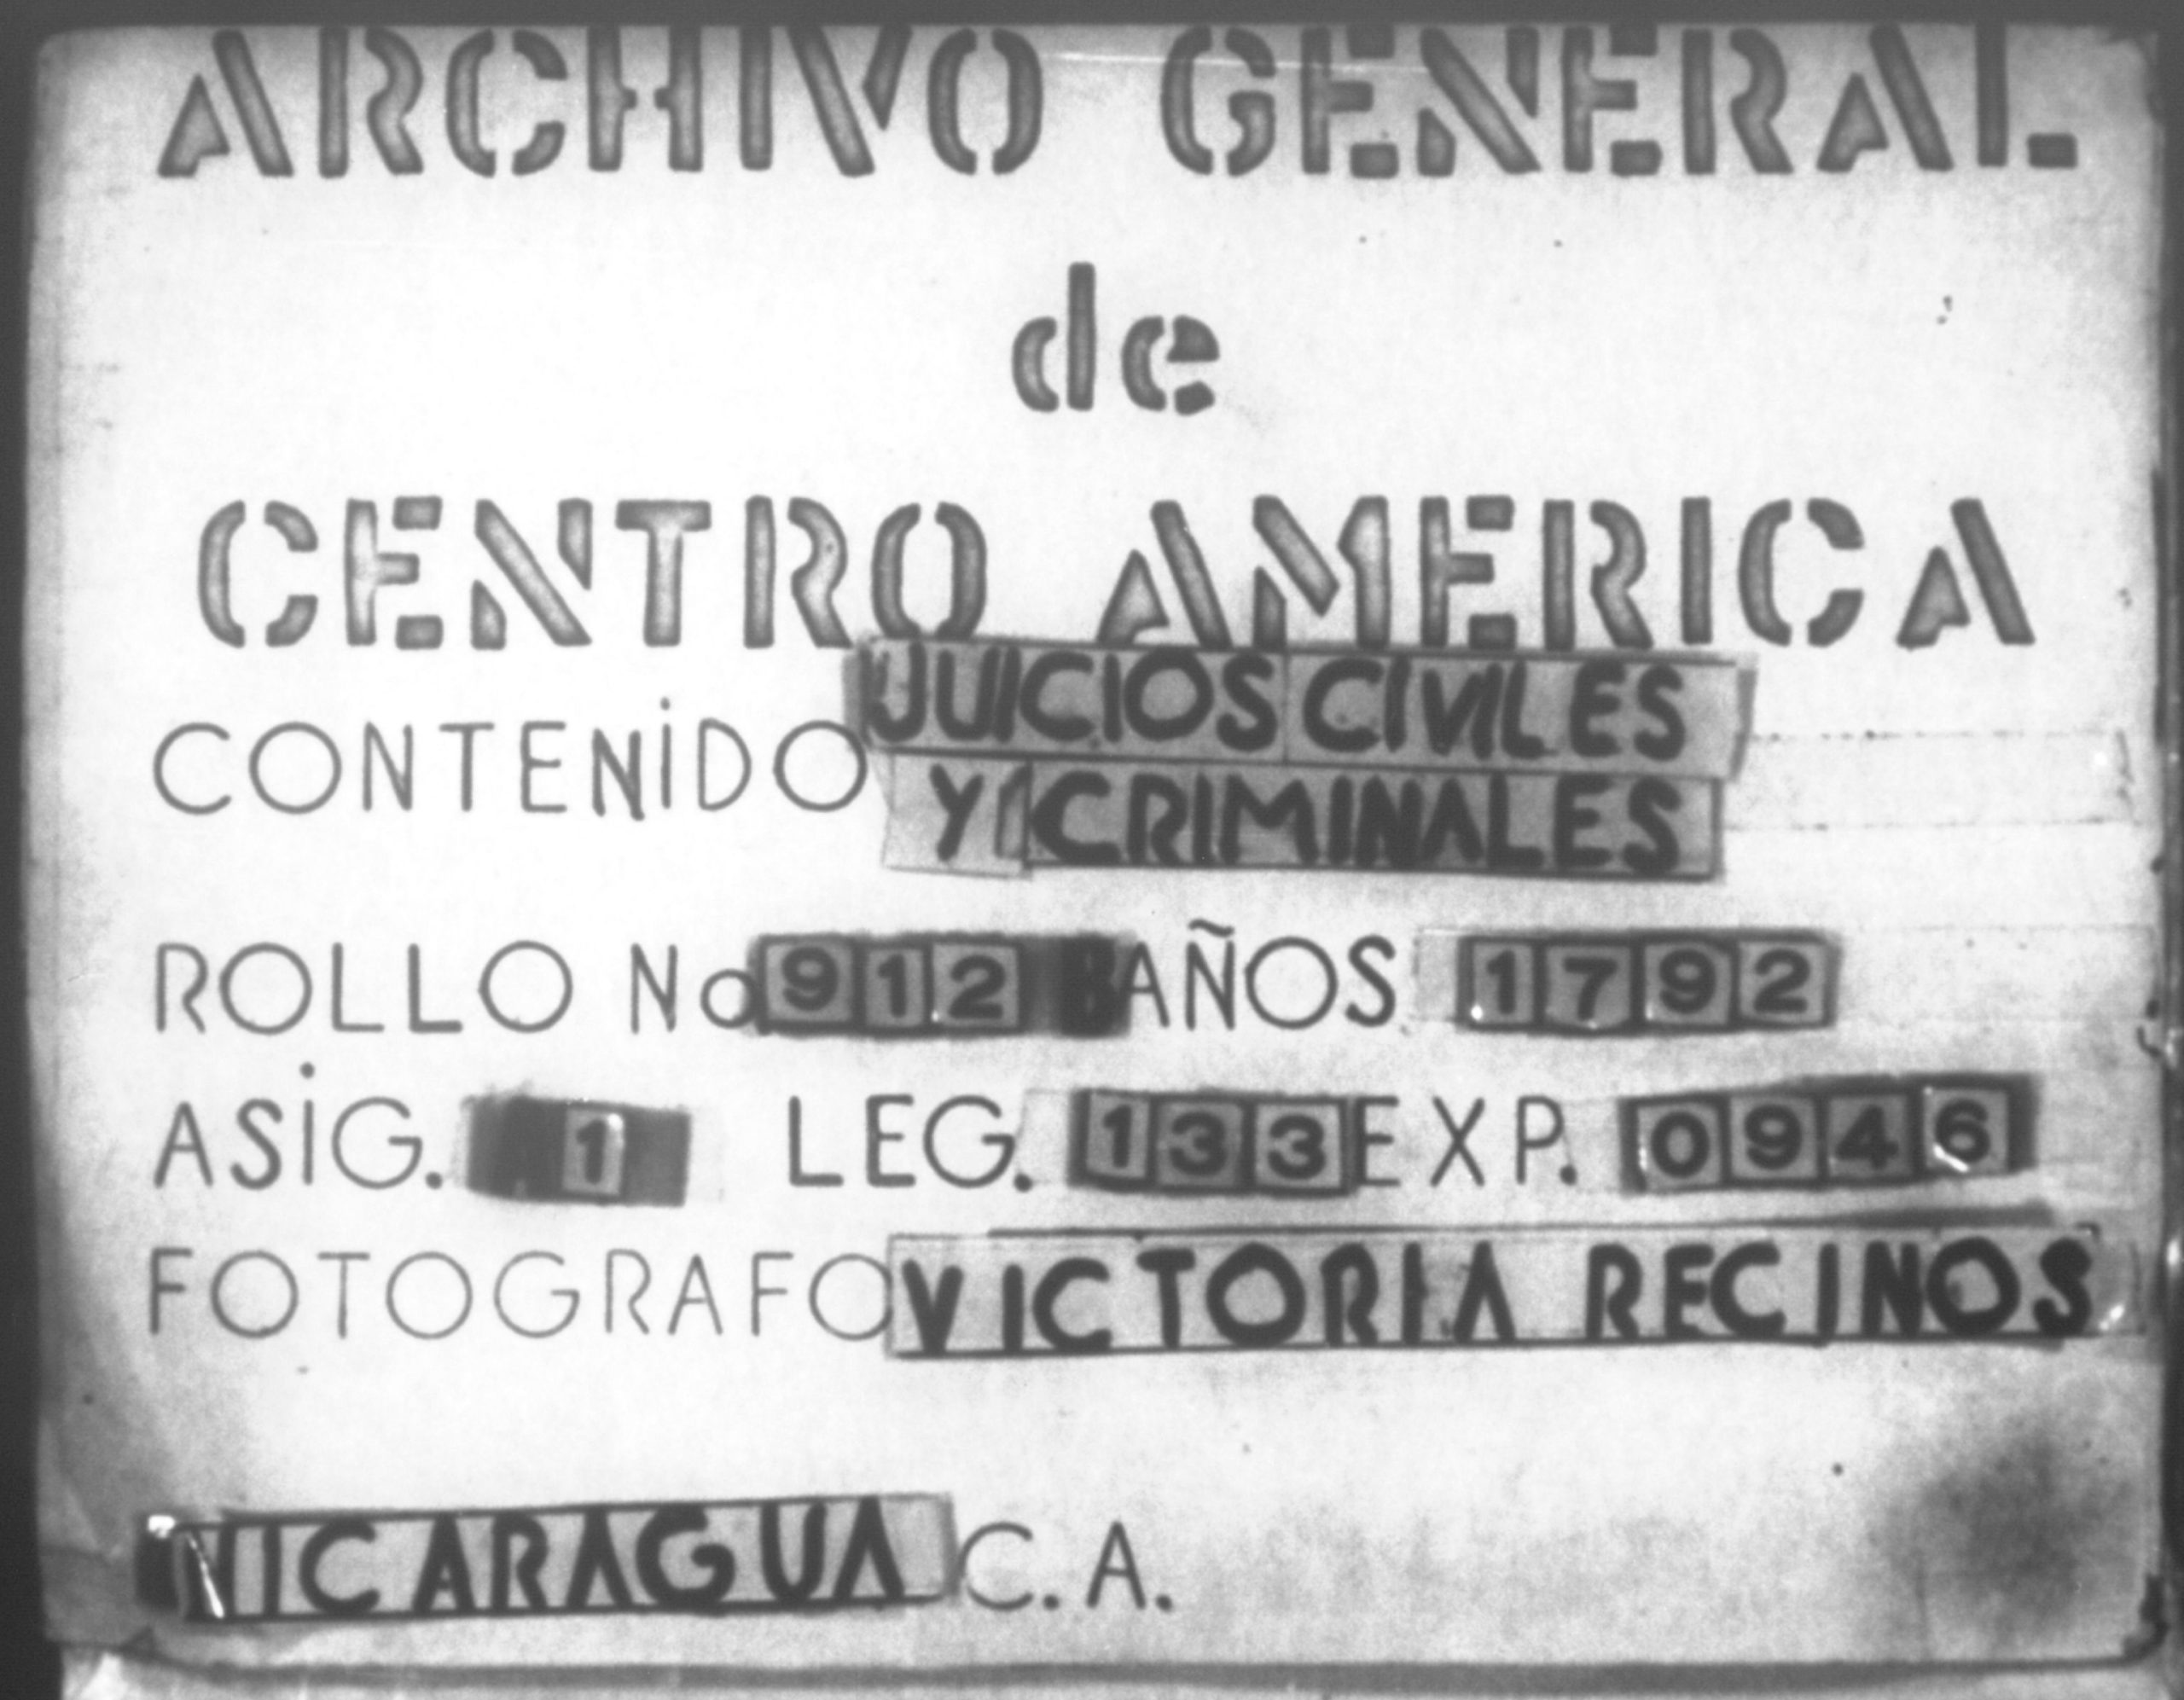 ARCHIVO GENERAL
de
CENTRO AMERICA
CONTENIDO JUICIOS CIVILES
Y CRIMINALES
ROLLO No 912 AÑOS 1792
ASIG. 1 LEG. 133 EXP. 0946
FOTOGRAFO VICTORIA RECINOS
NICARAGUA C. A.